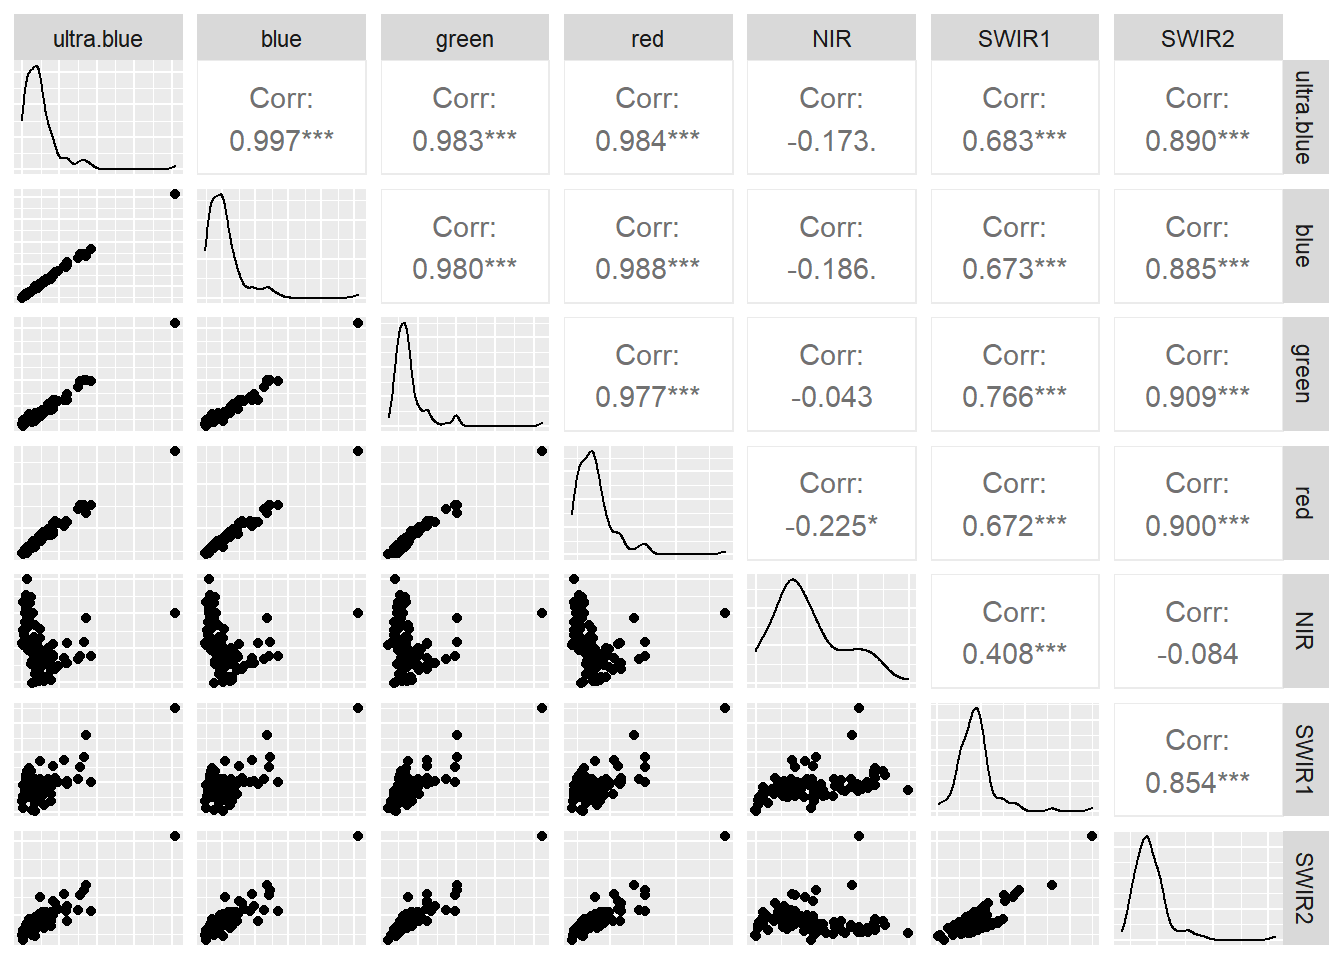 ultra.blue blue green red NIR SWIR1 SWIR2
Corr: Corr: Corr: Corr: Corr: Corr:
0.997*** 0.983*** 0.984*** -0.173. 0.683*** 0.890***
ultra.blue
Corr: Corr: Corr: Corr: Corr:
0.980*** 0.988*** -0.186. 0.673*** 0.885***
blue
Corr: Corr: Corr: Corr:
0.977*** -0.043 0.766*** 0.909***
green
Corr: Corr: Corr:
-0.225* 0.672*** 0.900***
red
Corr: Corr:
0.408*** -0.084
NIR
Corr:
0.854***
SWIR1
SWIR2